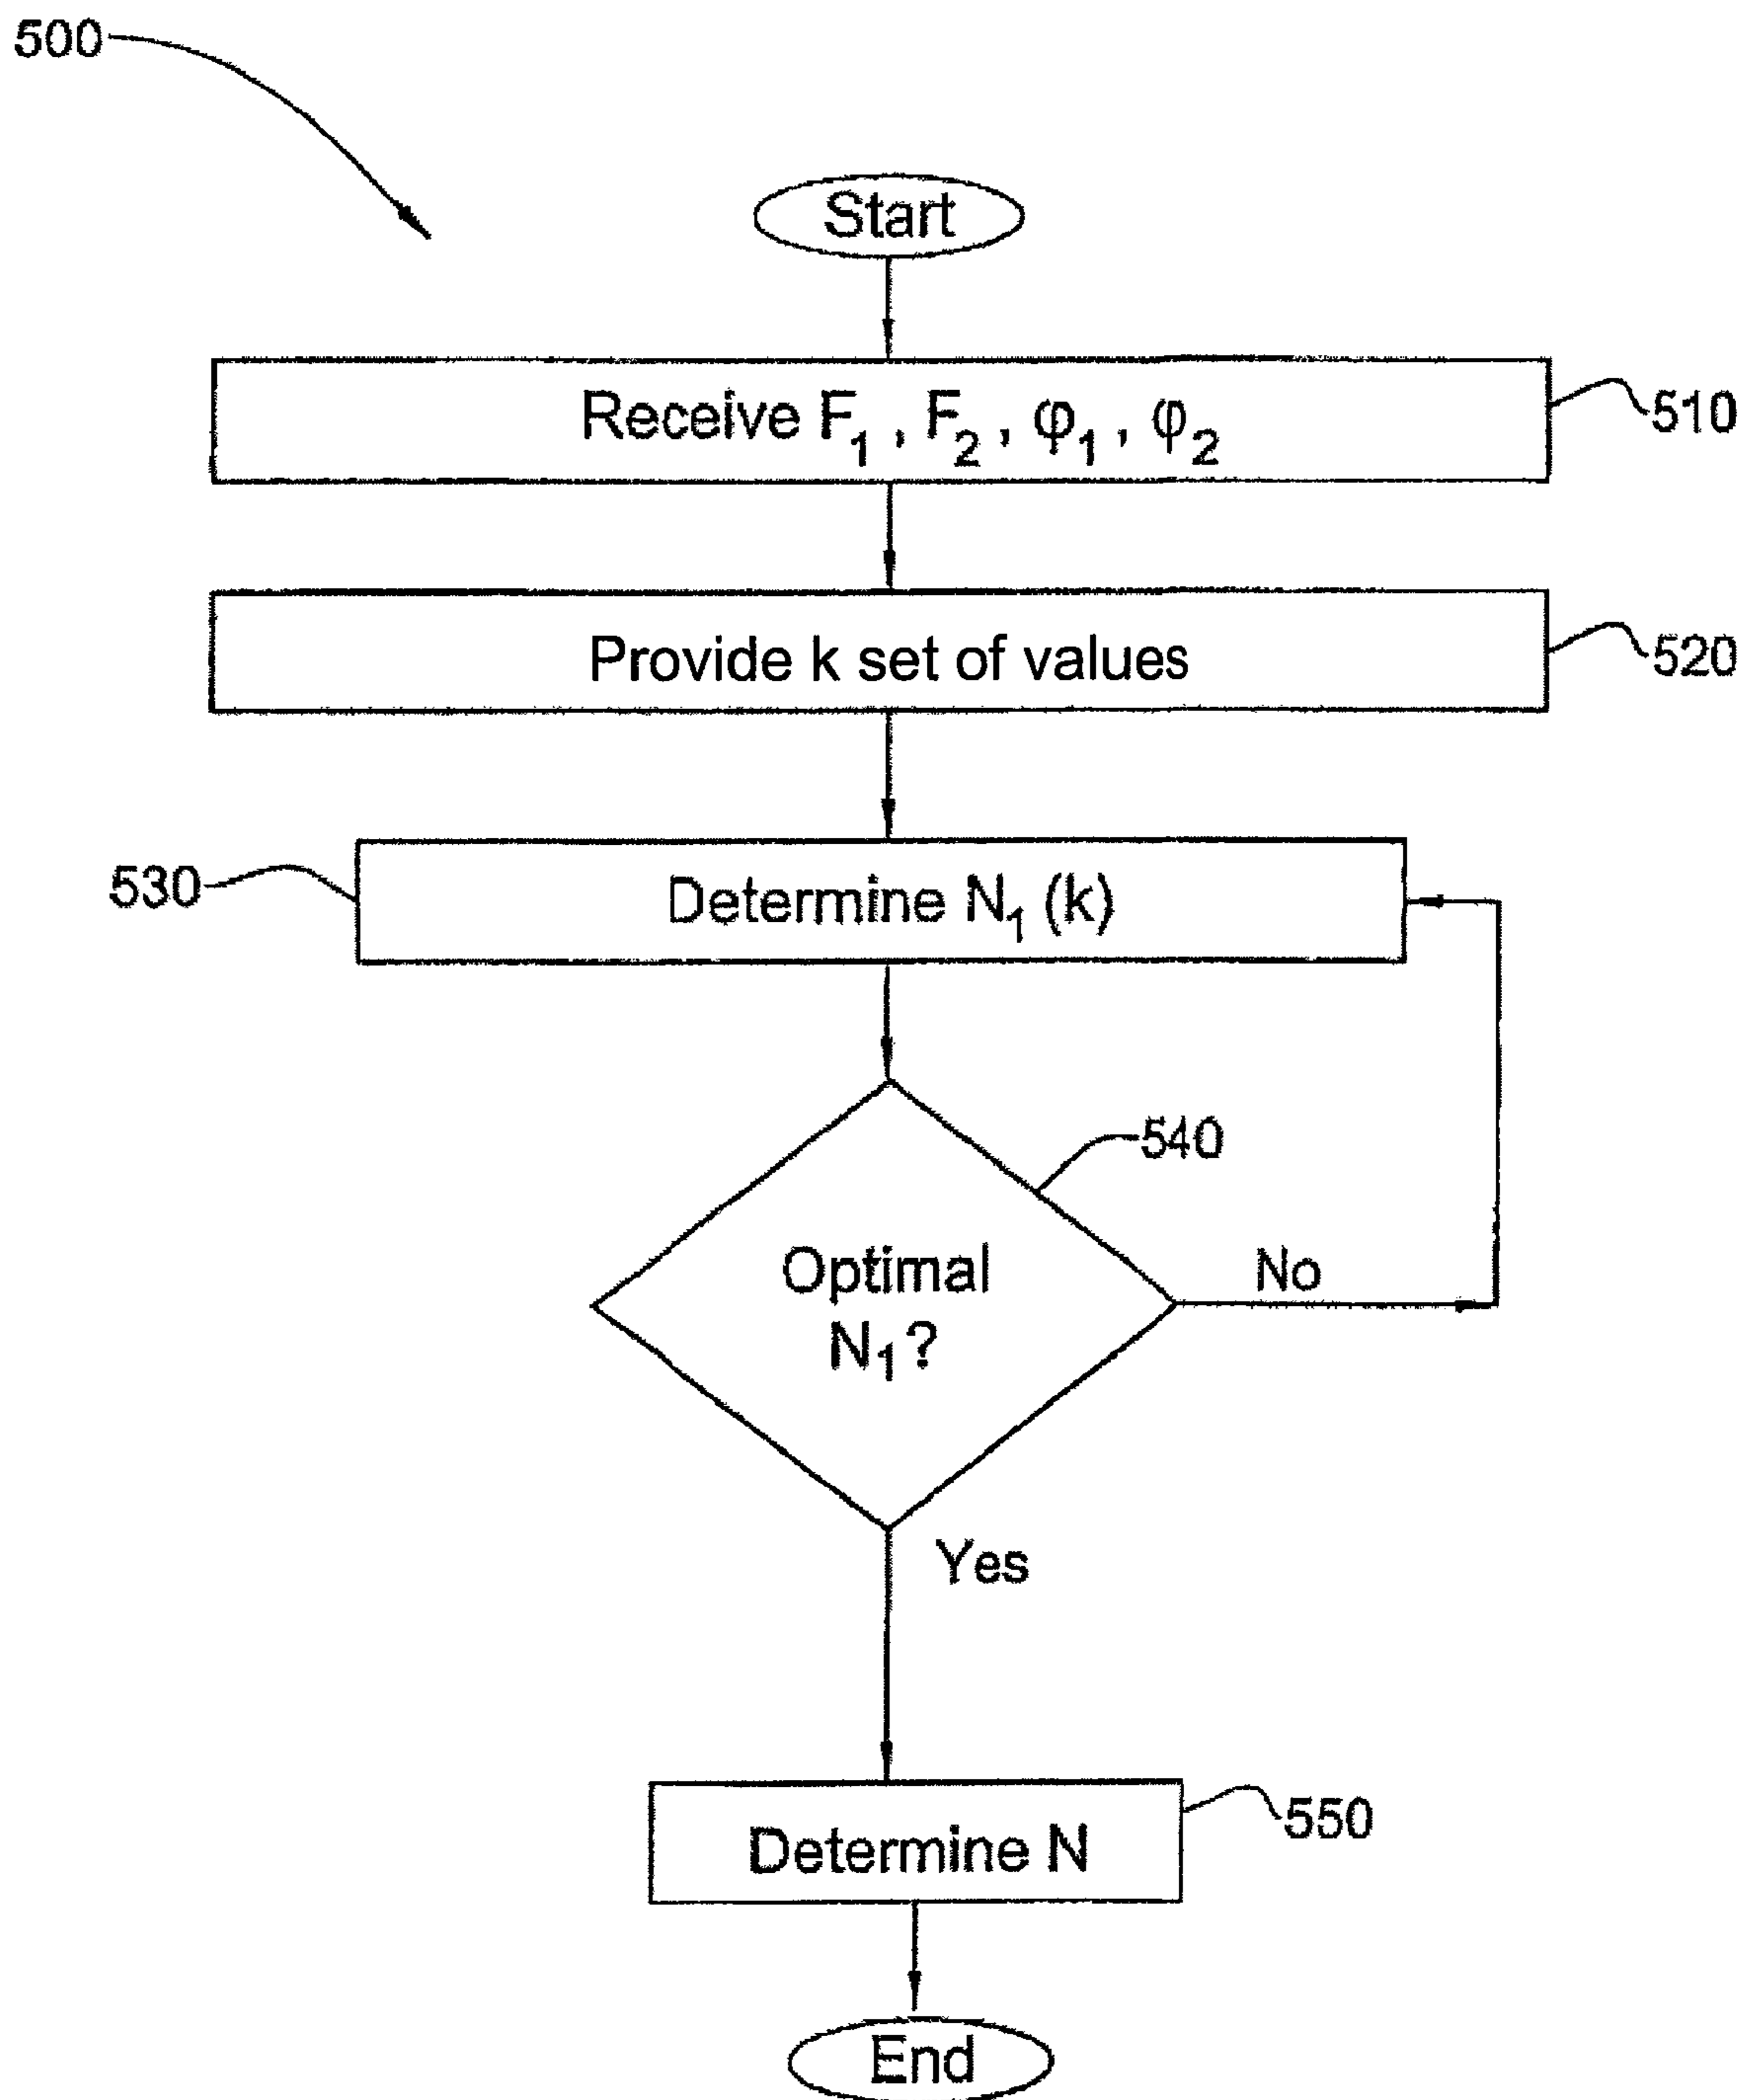 500
Start
Receive F₁ , F₂ , φ₁ , φ₂
510
Provide k set of values
520
530
Determine N₁ (k)
540
Optimal
N₁?
No
Yes
Determine N
550
End